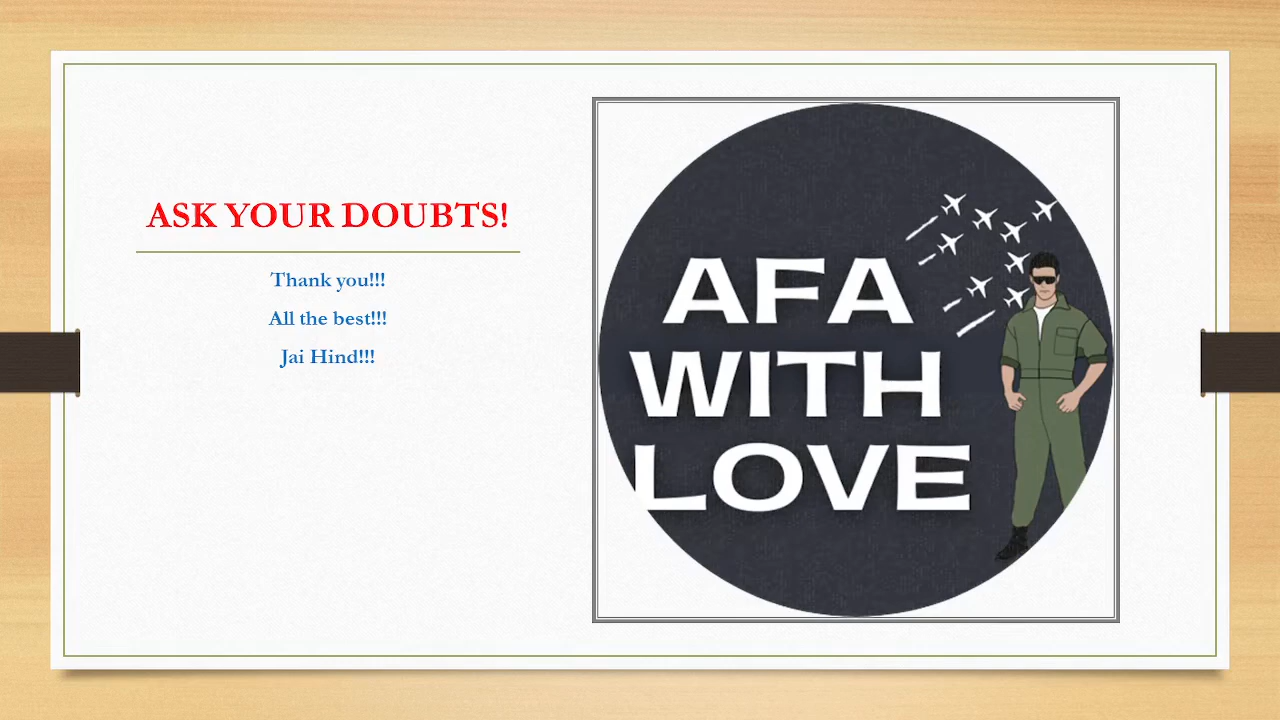 ASK YOUR DOUBTS!
Thank you!!!
All the best!!!
Jai Hind!!!
AFA
WITH
LOVE